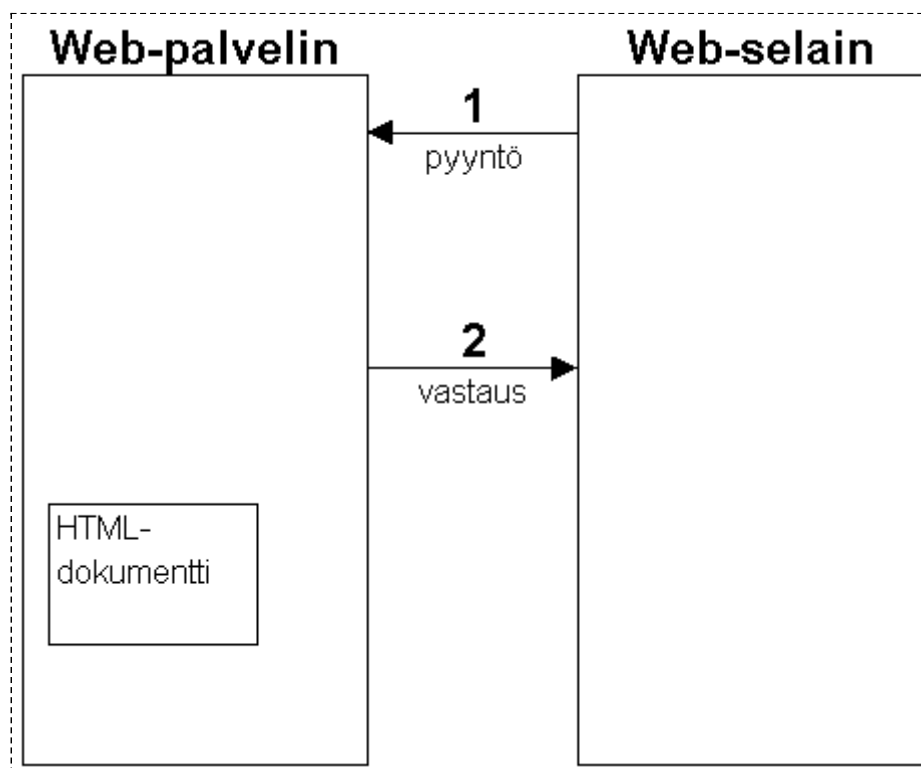 Web-palvelin
Web-selain
1
pyyntö
2
vastaus
HTML-
dokumentti